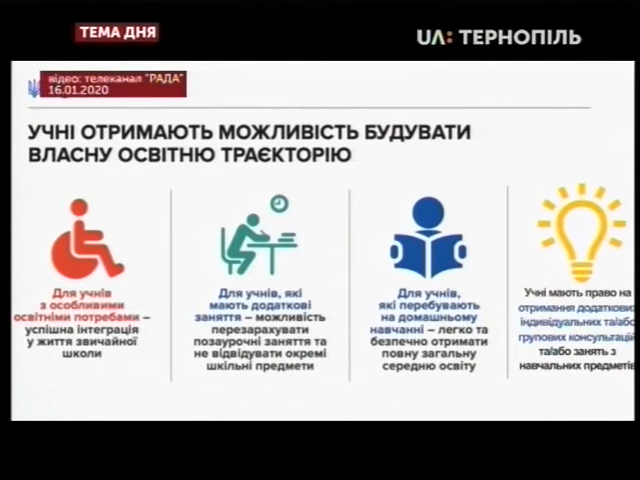 ТЕМА ДНЯ
UA: ТЕРНОПІЛЬ
відео: телеканал "РАДА"
16.01.2020
УЧНІ ОТРИМАЮТЬ МОЖЛИВІСТЬ БУДУВАТИ
ВЛАСНУ ОСВІТНЮ ТРАЄКТОРІЮ
Для учнів
з особливими
освітніми потребами –
успішна інтеграція
у життя звичайної
школи
Для учнів, які
мають додаткові
заняття – можливість
перезарахувати
позаурочні заняття та
не відвідувати окремі
шкільні предмети
Для учнів,
які перебувають
на домашньому
навчанні – легко та
безпечно отримати
повну загальну
середню освіту
Учні мають право на
отримання додаткових
індивідуальних та/або
групових консультацій
та/або занять з
навчальних предметів